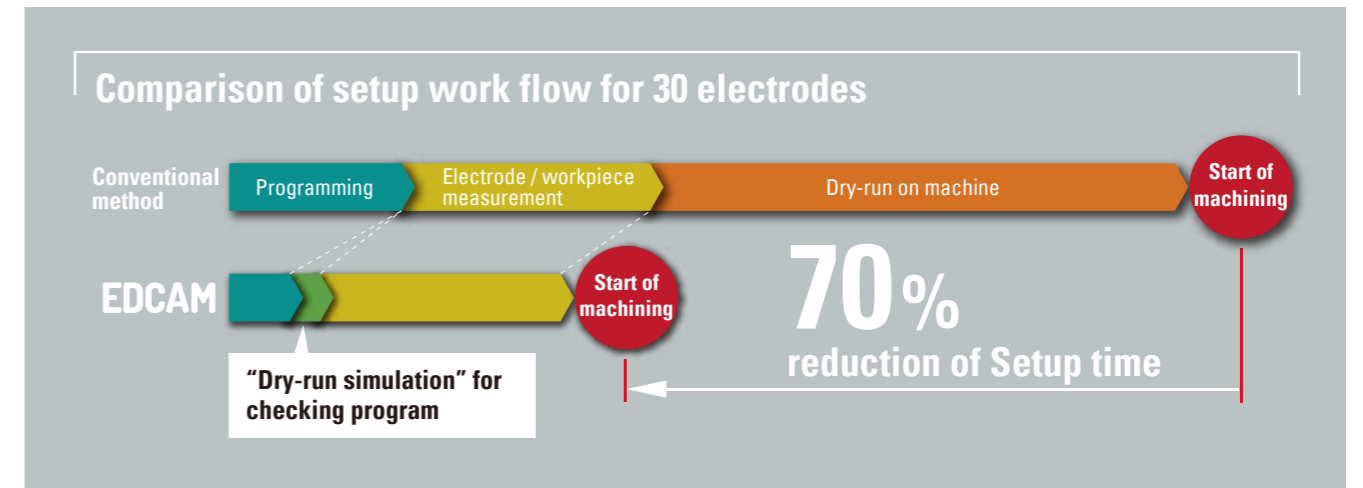 Comparison of setup work flow for 30 electrodes
Conventional
method
Programming
Electrode / workpiece
measurement
Dry-run on machine
Start of
machining
EDCAM
Start of
machining
70%
reduction of Setup time
“Dry-run simulation” for
checking program